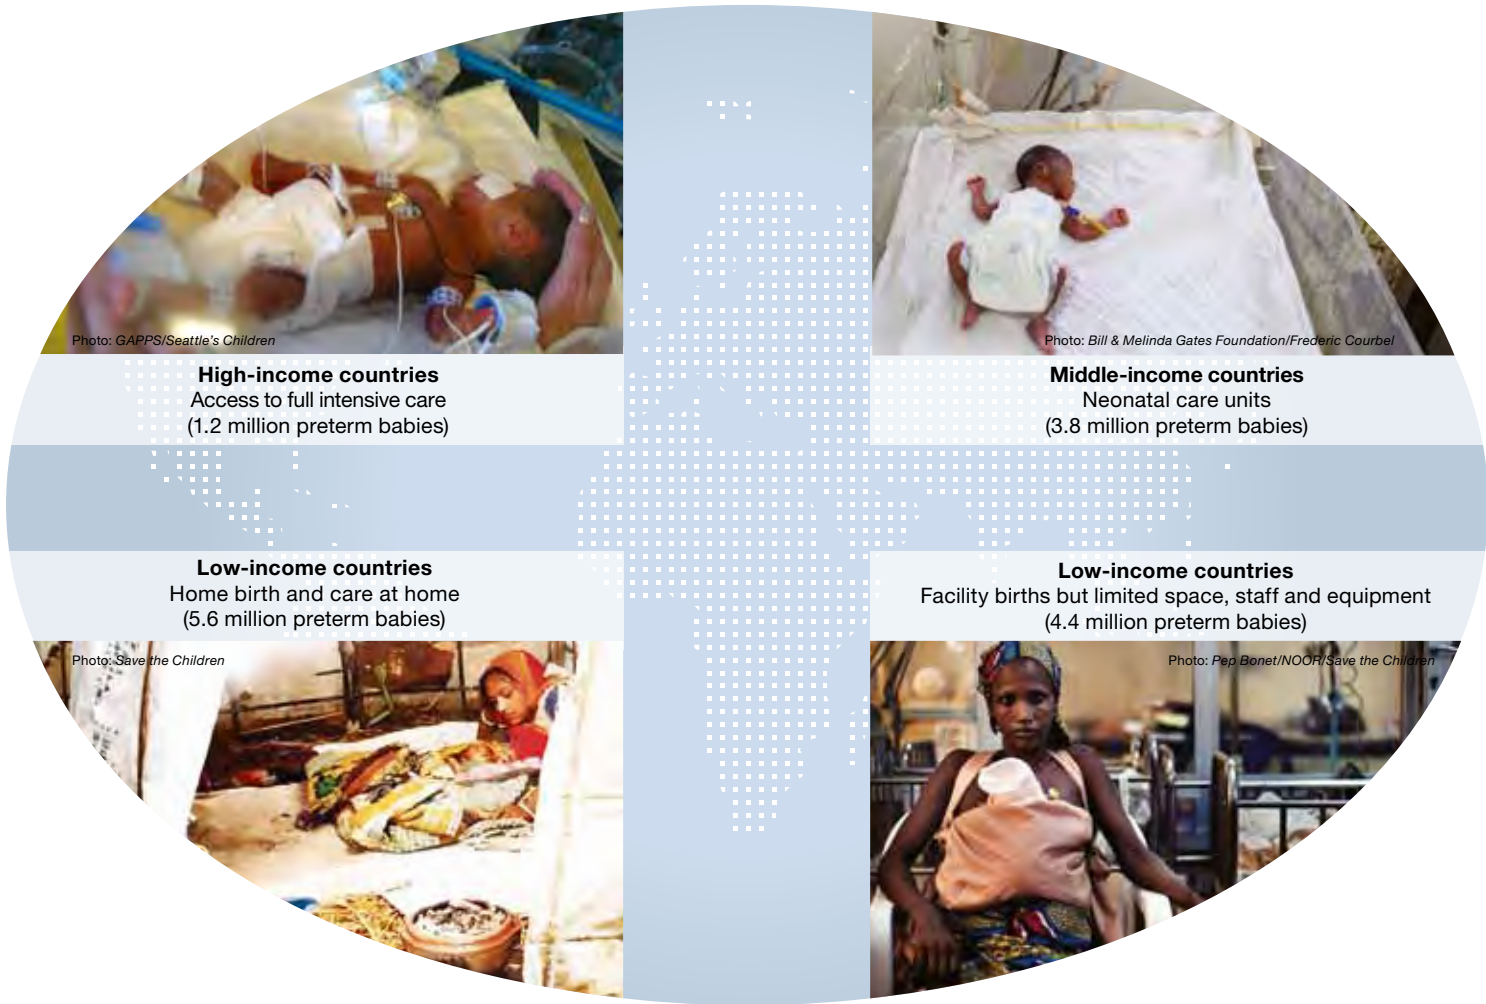 Photo: GAPPS/Seattle's Children
High-income countries
Access to full intensive care
(1.2 million preterm babies)
Photo: Bill & Melinda Gates Foundation/Frederic Courbel
Middle-income countries
Neonatal care units
(3.8 million preterm babies)
Low-income countries
Home birth and care at home
(5.6 million preterm babies)
Photo: Save the Children
Low-income countries
Facility births but limited space, staff and equipment
(4.4 million preterm babies)
Photo: Pep Bonet/NOOR/Save the Children